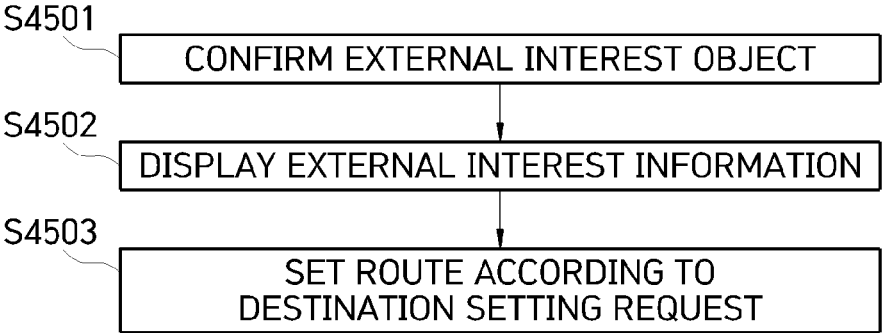 S4501
CONFIRM EXTERNAL INTEREST OBJECT
S4502
DISPLAY EXTERNAL INTEREST INFORMATION
S4503
SET ROUTE ACCORDING TO
DESTINATION SETTING REQUEST